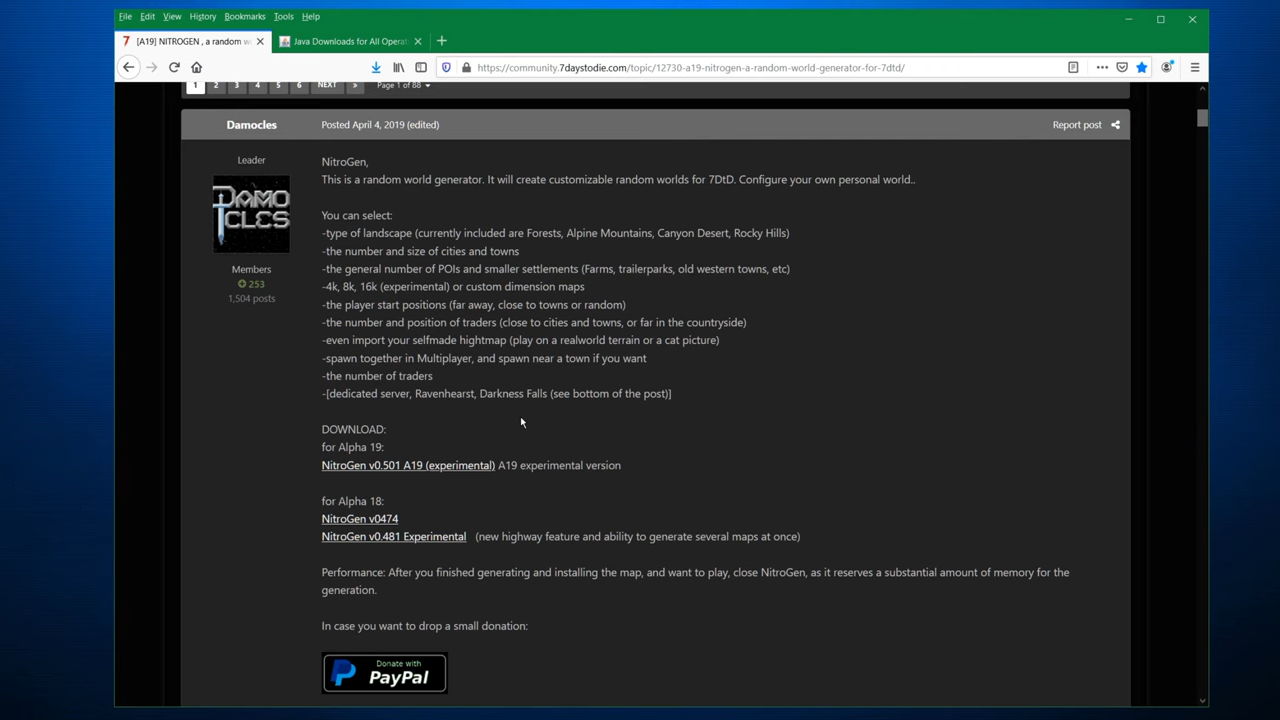 File Edit View History Bookmarks Tools Help
7 [A19] NITROGEN , a random w
Java Downloads for All Operat
https://community.7daystodie.com/topic/12730-a19-nitrogen-a-random-world-generator-for-7dtd/
1 2 3 4 5 6 NEXT » Page 1 of 88
Damocles Posted April 4, 2019 (edited) Report post
Leader
DAMO
CLES
Members
253
1,504 posts
NitroGen,
This is a random world generator. It will create customizable random worlds for 7DtD. Configure your own personal world..
You can select:
-type of landscape (currently included are Forests, Alpine Mountains, Canyon Desert, Rocky Hills)
-the number and size of cities and towns
-the general number of POIs and smaller settlements (Farms, trailerparks, old western towns, etc)
-4k, 8k, 16k (experimental) or custom dimension maps
-the player start positions (far away, close to towns or random)
-the number and position of traders (close to cities and towns, or far in the countryside)
-even import your selfmade hightmap (play on a realworld terrain or a cat picture)
-spawn together in Multiplayer, and spawn near a town if you want
-the number of traders
-[dedicated server, Ravenhearst, Darkness Falls (see bottom of the post)]
DOWNLOAD:
for Alpha 19:
NitroGen v0.501 A19 (experimental) A19 experimental version
for Alpha 18:
NitroGen v0474
NitroGen v0.481 Experimental (new highway feature and ability to generate several maps at once)
Performance: After you finished generating and installing the map, and want to play, close NitroGen, as it reserves a substantial amount of memory for the
generation.
In case you want to drop a small donation:
Donate with
PayPal